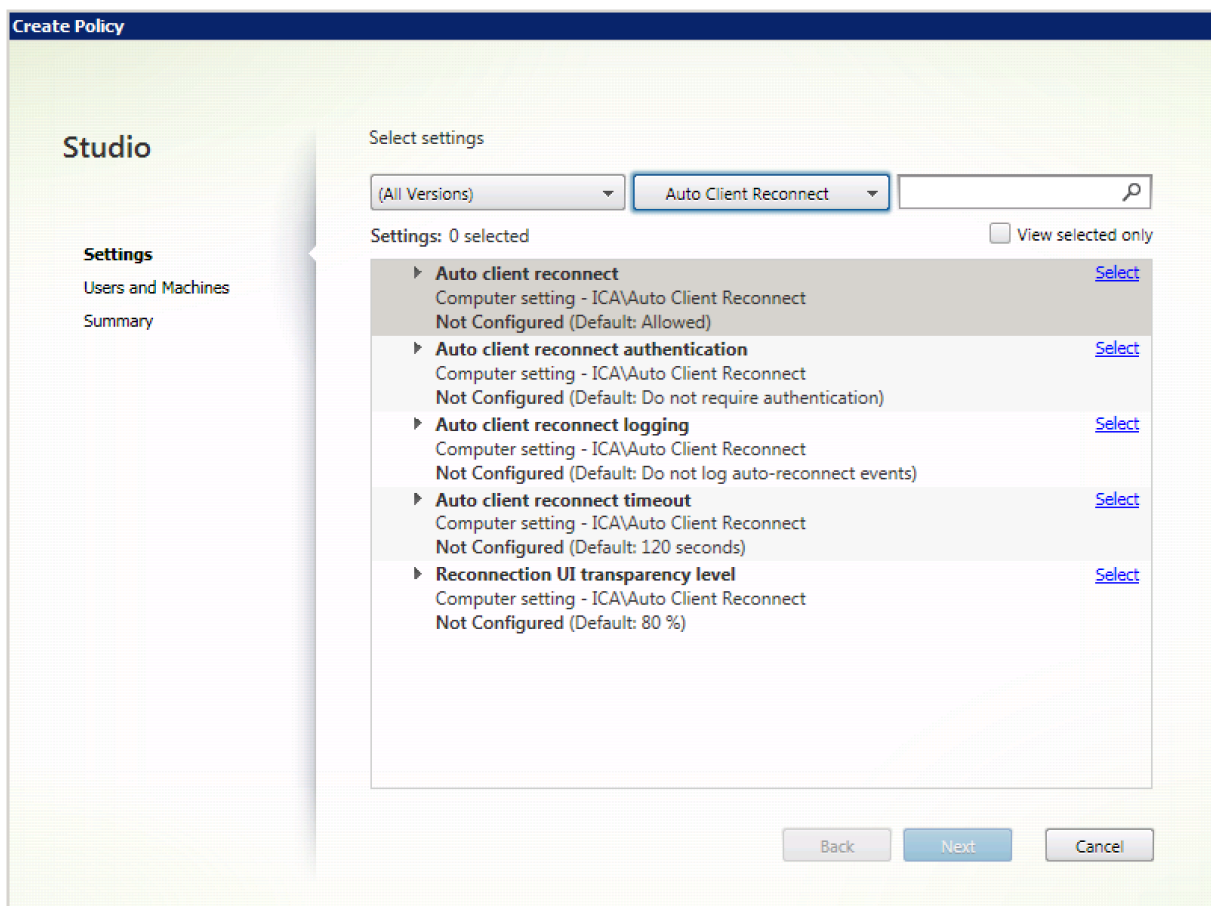 Create Policy
Studio
Settings
Users and Machines
Summary
Select settings
(All Versions)
Auto Client Reconnect
Settings: 0 selected
View selected only
Auto client reconnect
Select
Computer setting - ICA\Auto Client Reconnect
Not Configured (Default: Allowed)
Auto client reconnect authentication
Select
Computer setting - ICA\Auto Client Reconnect
Not Configured (Default: Do not require authentication)
Auto client reconnect logging
Select
Computer setting - ICA\Auto Client Reconnect
Not Configured (Default: Do not log auto-reconnect events)
Auto client reconnect timeout
Select
Computer setting - ICA\Auto Client Reconnect
Not Configured (Default: 120 seconds)
Reconnection UI transparency level
Select
Computer setting - ICA\Auto Client Reconnect
Not Configured (Default: 80 %)
Back
Next
Cancel